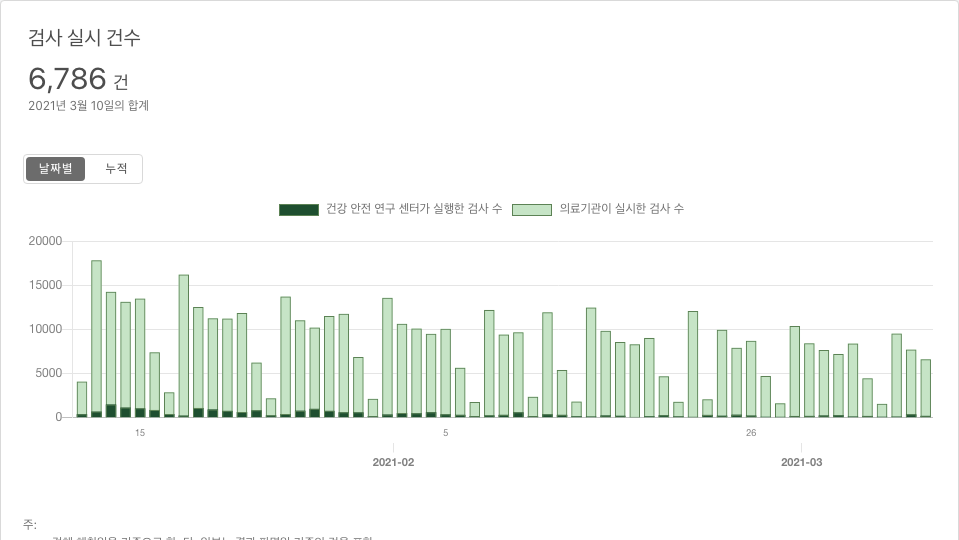 검사 실시 건수
6,786 건
2021년 3월 10일의 합계
날짜별 누적
건강 안전 연구 센터가 실행한 검사 수 의료기관이 실시한 검사 수
20000
15000
10000
5000
0
15 5 26
2021-02 2021-03
주: